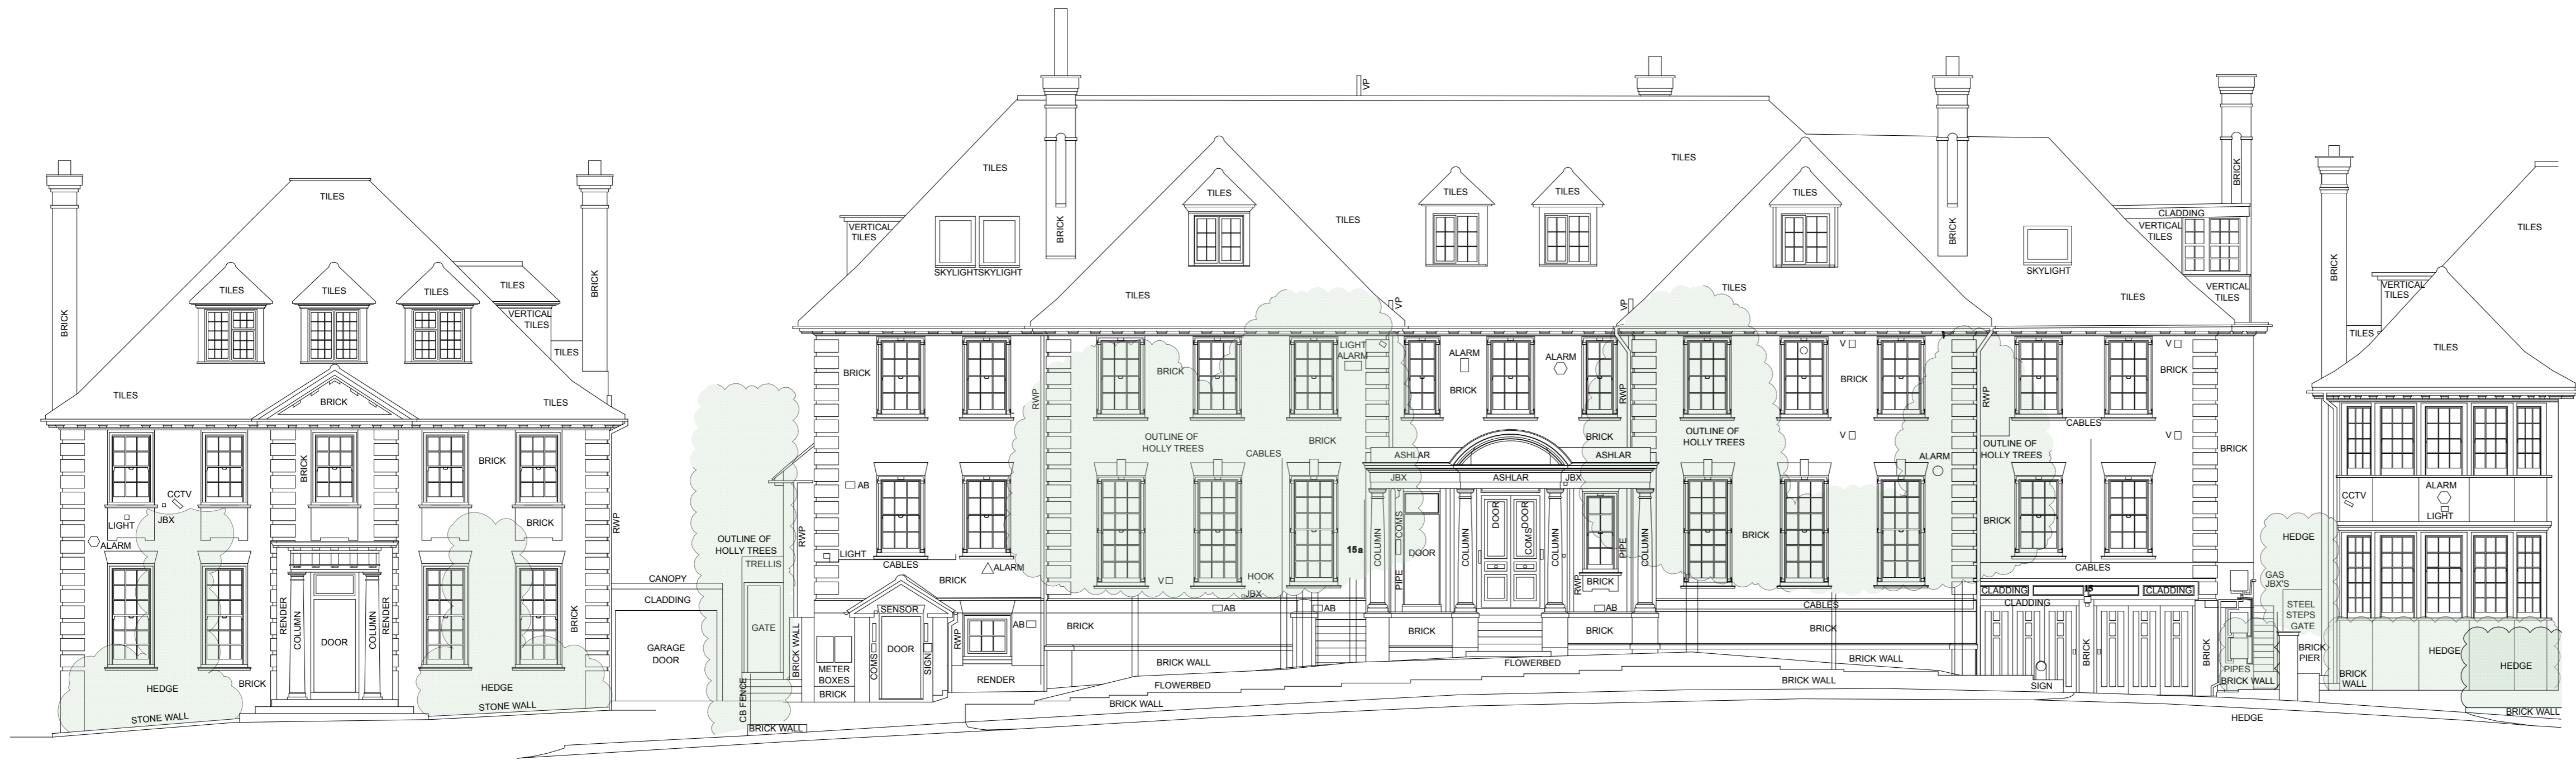 VP
TILES
TILES
BRICK
TILES
TILES
TILES
TILES
TILES
TILES
TILES
CLADDING
VERTICAL
TILES
VERTICAL
TILES
BRICK
BRICK
BRICK
TILES
SKYLIGHT
SKYLIGHT
SKYLIGHT
TILES
TILES
TILES
TILES
TILES
VERTICAL
TILES
BRICK
BRICK
TILES
TILES
TILES
TILES
VP
VP
VERTICAL
TILES
VERTICAL
TILES
BRICK
TILES
TILES
TILES
TILES
BRICK
BRICK
BRICK
LIGHT
ALARM
ALARM
ALARM
BRICK
V
V
BRICK
BRICK
RWP
RWP
RWP
OUTLINE OF
HOLLY TREES
BRICK
CABLES
BRICK
OUTLINE OF
HOLLY TREES
V
V
CABLES
OUTLINE OF
HOLLY TREES
BRICK
BRICK
BRICK
ASHLAR
ASHLAR
ASHLAR
JBX
JBX
ALARM
CCTV
JBX
LIGHT
ALARM
BRICK
RWP
AB
RWP
CCTV
ALARM
LIGHT
BRICK
BRICK
OUTLINE OF
HOLLY TREES
TRELLIS
LIGHT
CABLES
BRICK
ALARM
V
HOOK
JBX
15a
COLUMN
COMS
PIPE
DOOR
COLUMN
DOOR
DOOR
COMS
COLUMN
PIPE
COLUMN
RWP
BRICK
CABLES
HEDGE
GAS
JBX'S
CANOPY
CLADDING
GATE
SENSOR
AB
AB
AB
CABLES
CLADDING
15
CLADDING
CLADDING
STEEL
STEPS
GATE
RENDER
COLUMN
DOOR
COLUMN
RENDER
BRICK
GARAGE
DOOR
BRICK WALL
COMS
DOOR
SIGN
RWP
AB
BRICK
BRICK
BRICK
BRICK
BRICK
BRICK
BRICK
PIER
HEDGE
HEDGE
METER
BOXES
BRICK
RENDER
BRICK WALL
FLOWERBED
BRICK WALL
PIPES
BRICK WALL
BRICK
WALL
HEDGE
BRICK
HEDGE
STONE WALL
STONE WALL
CB FENCE
BRICK WALL
FLOWERBED
BRICK WALL
BRICK WALL
SIGN
HEDGE
BRICK WALL